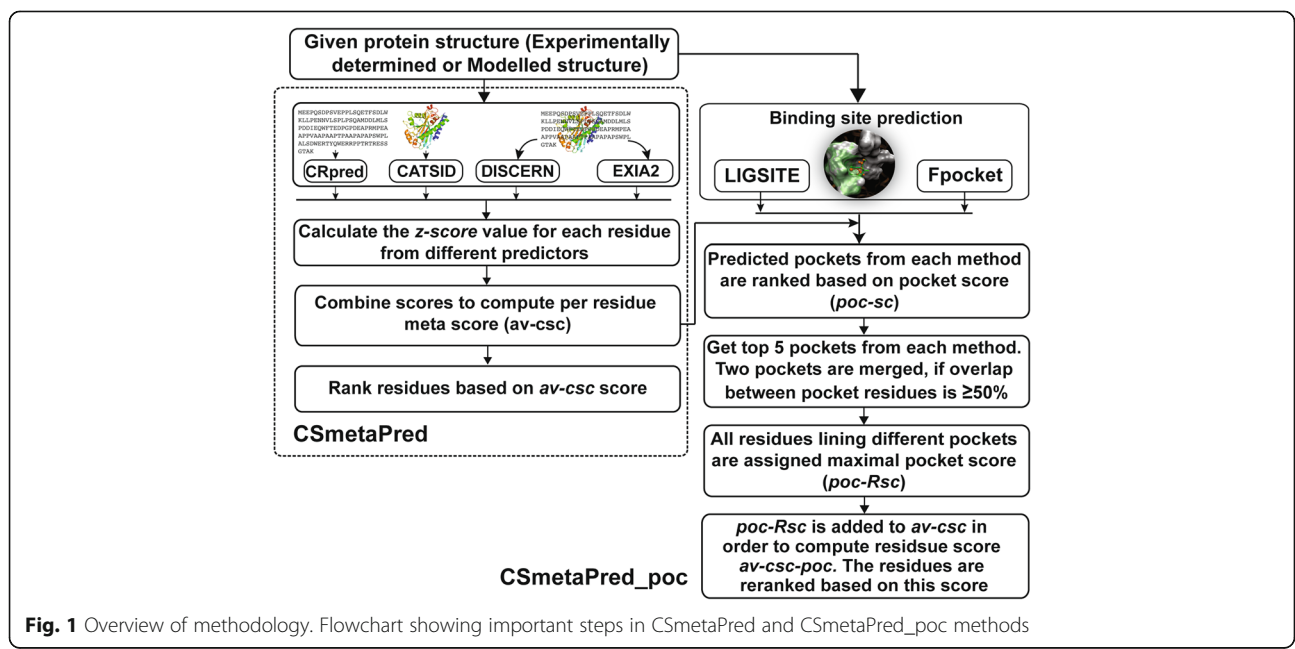 Given protein structure (Experimentally
determined or Modelled structure)
MEEPQSDPSVEPPLSQETFSDLW
KLLPENNVLSPLPSQAMDDLMLS
PDDIEQWFTEDPGPDEAPRMPEA
APPVAPAPAAPTPAAPAPAPSWPL
ALSDWERTYQWERRPPTRTRESS
GTAK
CRpred
CATSID
DISCERN
EXIA2
Calculate the z-score value for each residue
from different predictors
Combine scores to compute per residue
meta score (av-csc)
Rank residues based on av-csc score
CSmetaPred
Binding site prediction
LIGSITE
Fpocket
Predicted pockets from each method
are ranked based on pocket score
(poc-sc)
Get top 5 pockets from each method.
Two pockets are merged, if overlap
between pocket residues is ≥50%
All residues lining different pockets
are assigned maximal pocket score
(poc-Rsc)
poc-Rsc is added to av-csc in
order to compute residsue score
av-csc-poc. The residues are
reranked based on this score
CSmetaPred_poc
Fig. 1 Overview of methodology. Flowchart showing important steps in CSmetaPred and CSmetaPred_poc methods